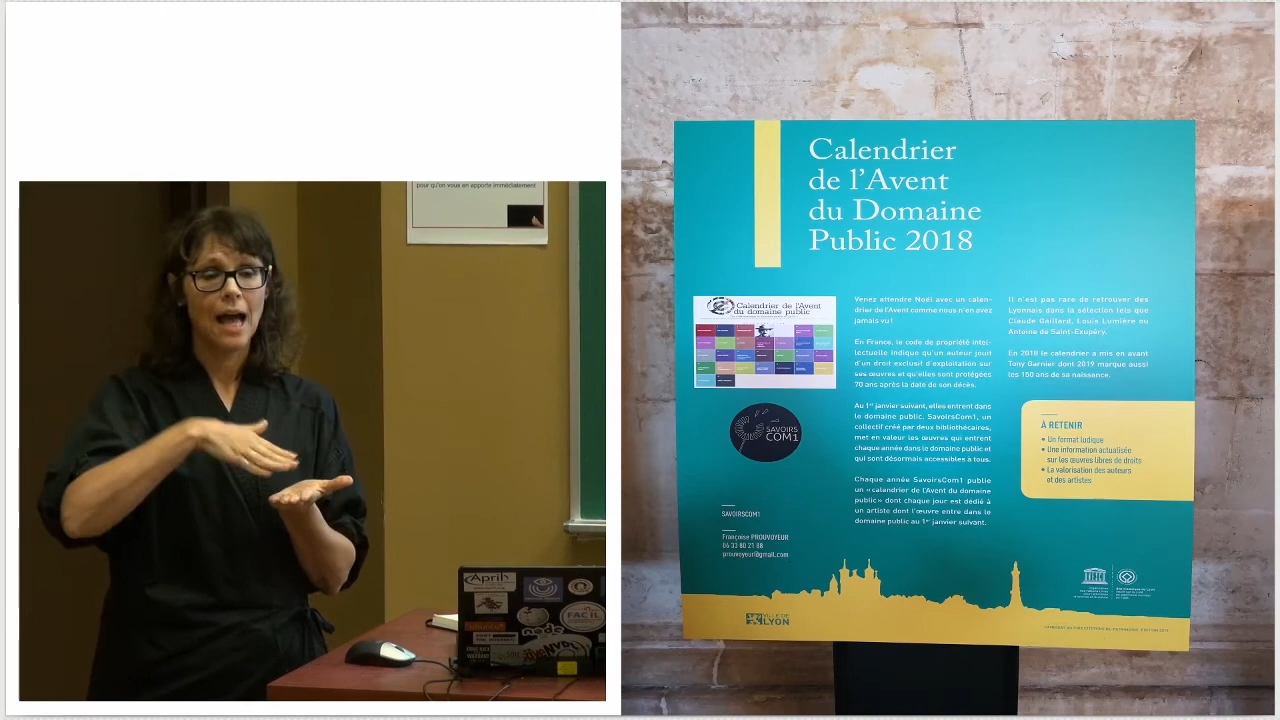 pour qu'on vous en apporte immédiatement
April
FACIL
node
Calendrier
de l'Avent
du Domaine
Public 2018
Calendrier de l'Avent
du domaine public
SAVOIRS
COM1
SAVOIRSCOM1
Françoise PROUVOYEUR
06 33 80 21 88
prouvoyeur@gmail.com
Venez attendre Noël avec un calen-
drier de l'Avent comme nous n'en avez
jamais vu !
En France, le code de propriété intel-
lectuelle indique qu'un auteur jouit
d'un droit exclusif d'exploitation sur
ses œuvres et qu'elles sont protégées
70 ans après la date de son décès.
Au 1er janvier suivant, elles entrent dans
le domaine public. SavoirsCom1, un
collectif créé par deux bibliothécaires,
met en valeur les œuvres qui entrent
chaque année dans le domaine public et
qui sont désormais accessibles à tous.
Chaque année SavoirsCom1 publie
un « calendrier de l'Avent du domaine
public » dont chaque jour est dédié à
un artiste dont l'œuvre entre dans le
domaine public au 1er janvier suivant.
Il n'est pas rare de retrouver des
Lyonnais dans la sélection tels que
Claude Gaillard, Louis Lumière ou
Antoine de Saint-Exupéry.
En 2018 le calendrier a mis en avant
Tony Garnier dont 2019 marque aussi
les 150 ans de sa naissance.
À RETENIR
• Un format ludique
• Une information actualisée
sur les œuvres libres de droits
• La valorisation des auteurs
et des artistes
VILLE DE
LYON